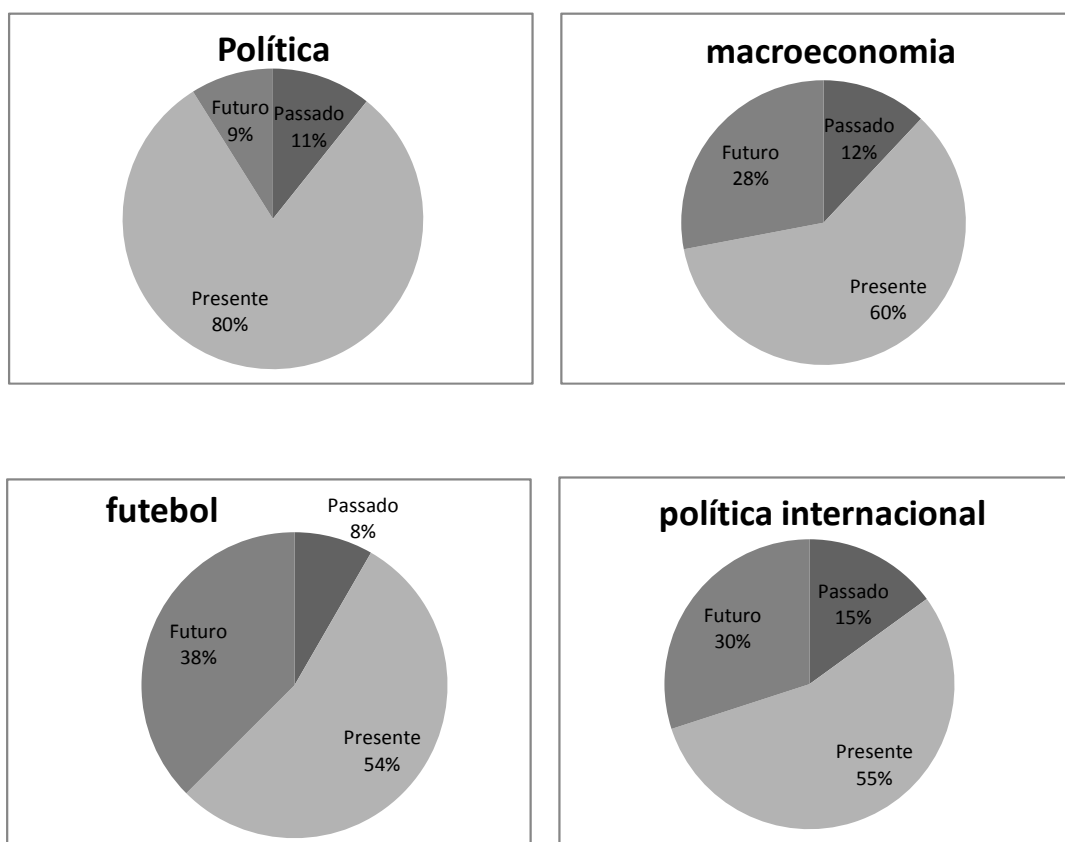 Política
Futuro
9%
Passado
11%
Presente
80%
macroeconomia
Passado
12%
Futuro
28%
Presente
60%
futebol
Passado
8%
Futuro
38%
Presente
54%
política internacional
Passado
15%
Futuro
30%
Presente
55%